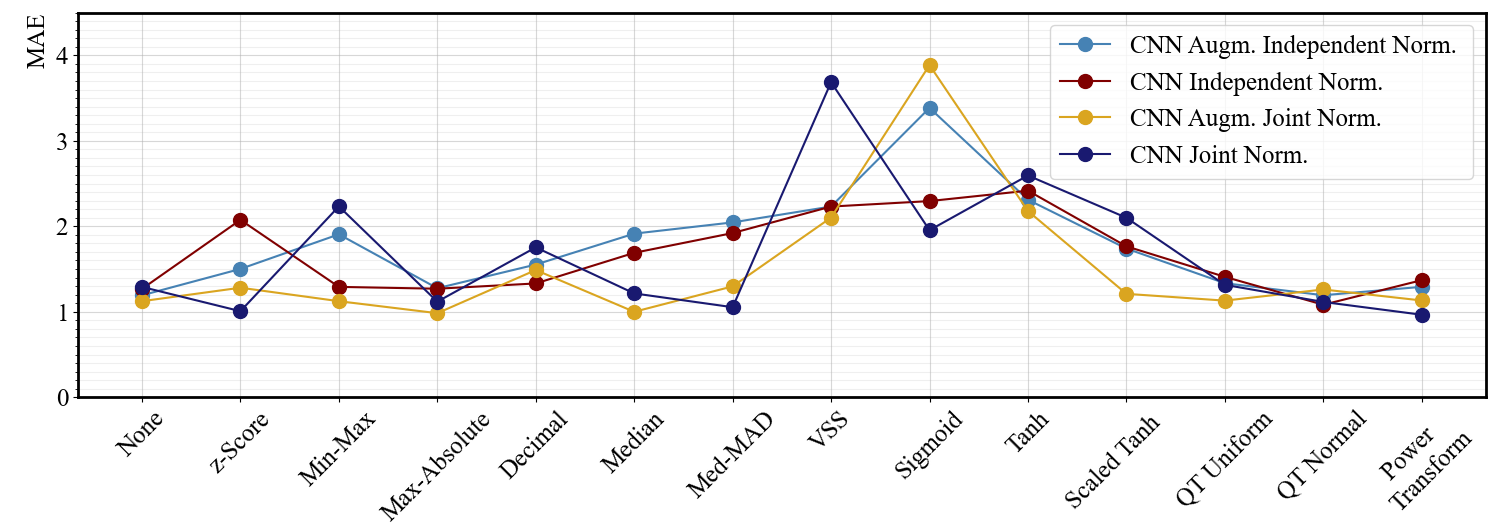 MAE
4
3
2
1
0
CNN Augm. Independent Norm.
CNN Independent Norm.
CNN Augm. Joint Norm.
CNN Joint Norm.
None
z-Score
Min-Max
Max-Absolute
Decimal
Median
Med-MAD
VSS
Sigmoid
Tanh
Scaled Tanh
QT Uniform
QT Normal
Power
Transform